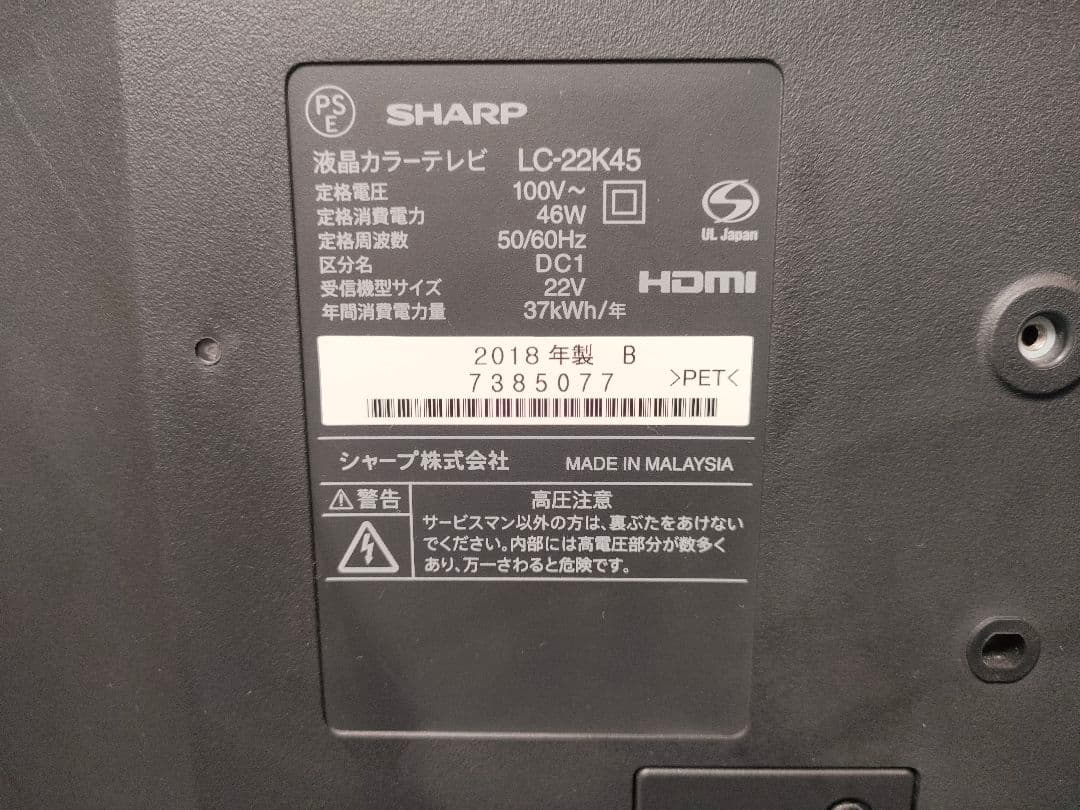 PSE SHARP
液晶カラーテレビ LC-22K45
定格電圧 100V~
定格消費電力 46W
定格周波数 50/60Hz
区分名 DC1
受信機型サイズ 22V
年間消費電力量 37kWh/年
UL Japan
HDMI
2018年製 B
7385077 >PET<
シャープ株式会社 MADE IN MALAYSIA
警告 高圧注意
サービスマン以外の方は、裏ぶたをあけない
でください。内部には高電圧部分が数多く
あり、万一さわると危険です。